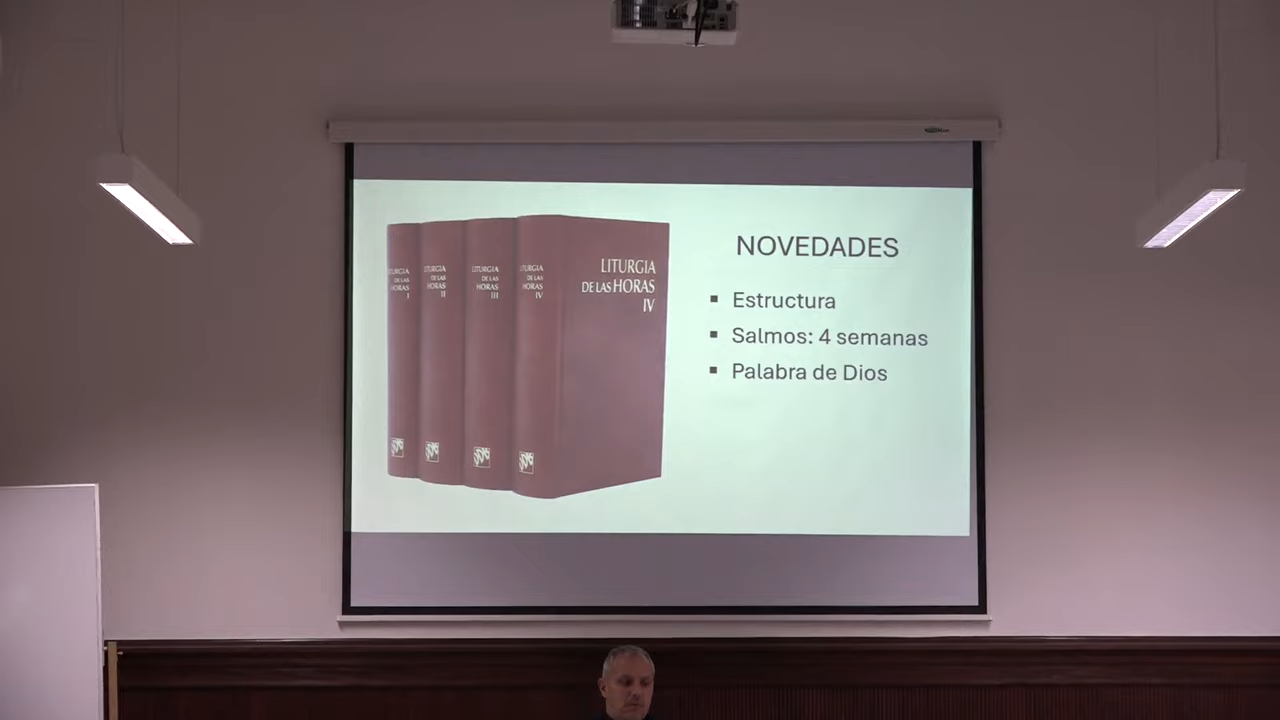 LITURGIA
DE LAS
HORAS
I
LITURGIA
DE LAS
HORAS
II
LITURGIA
DE LAS
HORAS
III
LITURGIA
DE LAS
HORAS
IV
LITURGIA
DE LAS HORAS
IV
NOVEDADES
▪ Estructura
▪ Salmos: 4 semanas
▪ Palabra de Dios